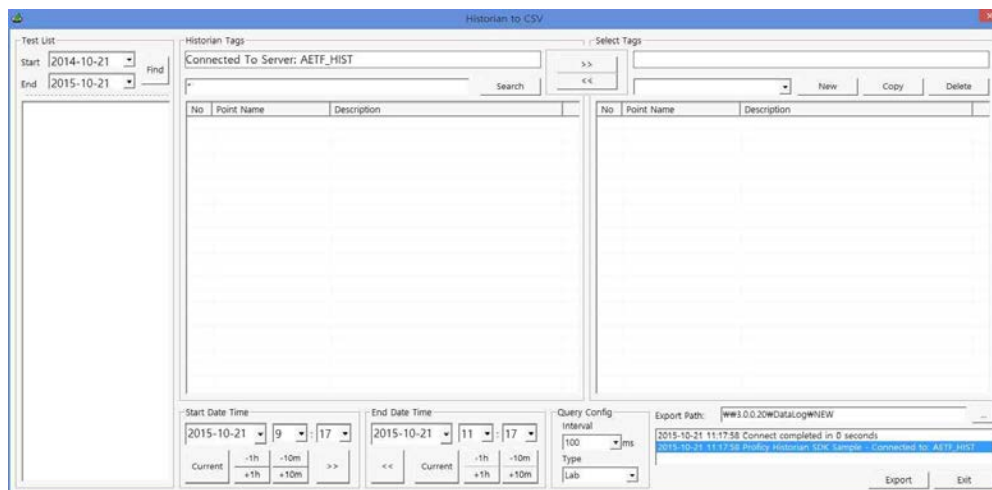 Historian to CSV
Test List
Start 2014-10-21
End 2015-10-21
Find
Historian Tags
Connected To Server: AETF_HIST
*
Search
>>
<<
Select Tags
New Copy Delete
No Point Name Description
No Point Name Description
Start Date Time
2015-10-21 9 : 17
Current -1h -10m >>
+1h +10m
End Date Time
2015-10-21 11 : 17
<< Current -1h -10m
+1h +10m
Query Config
Interval
100 ms
Type
Lab
Export Path: ₩₩3.0.0.20₩DataLog₩NEW ...
2015-10-21 11:17:58 Connect completed in 0 seconds
2015-10-21 11:17:58 Proficy Historian SDK Sample - Connected to: AETF_HIST
Export Exit